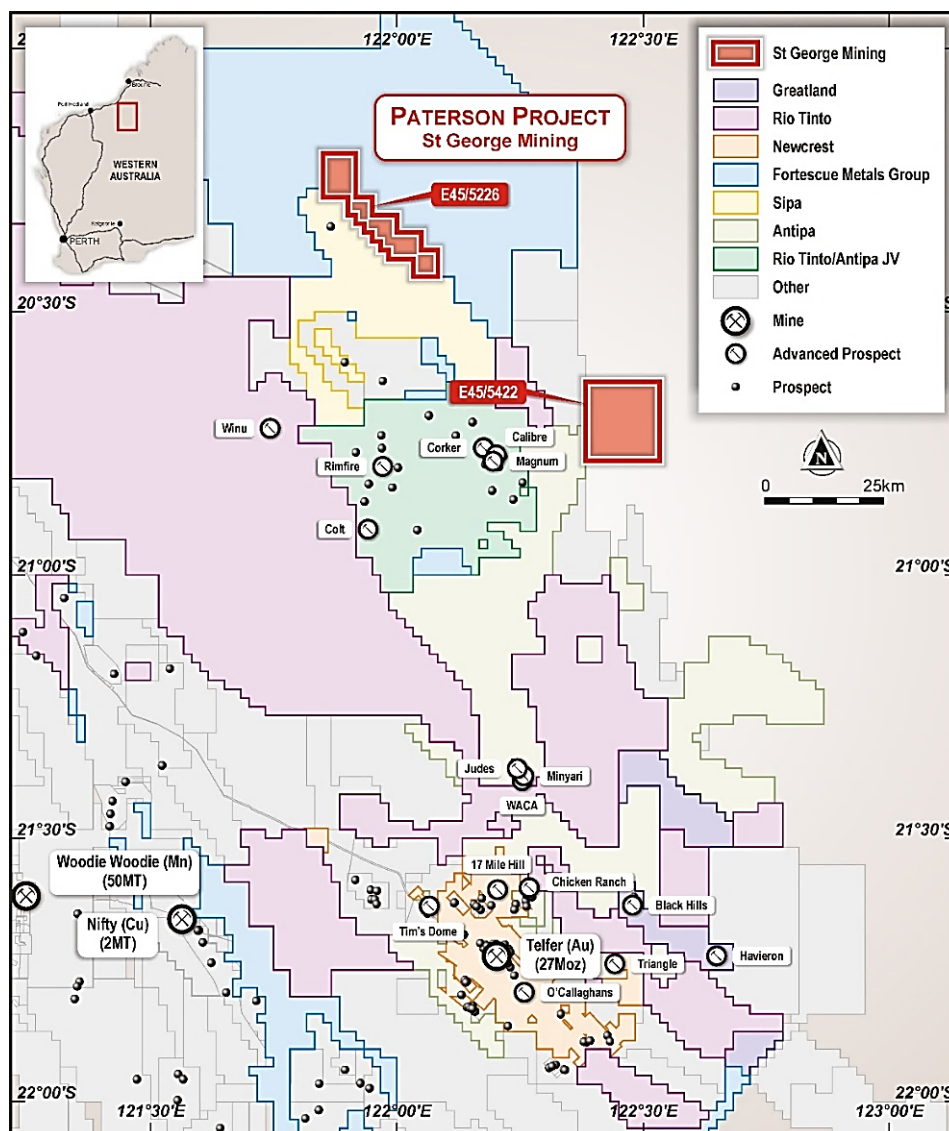 122°00'E
122°30'E
Broome
Port Hedland
WESTERN
AUSTRALIA
Kalgoorlie
PERTH
PATERSON PROJECT
St George Mining
E45/5226
St George Mining
Greatland
Rio Tinto
Newcrest
Fortescue Metals Group
Sipa
Antipa
Rio Tinto/Antipa JV
Other
Mine
Advanced Prospect
Prospect
N
0 25km
20°30'S
E45/5422
Winu
Corker
Calibre
Rimfire
Magnum
Colt
21°00'S
21°00'S
Judes
Minyari
WACA
21°30'S
21°30'S
Woodie Woodie (Mn)
(50MT)
17 Mile Hill
Chicken Ranch
Nifty (Cu)
(2MT)
Tim's Dome
Black Hills
Telfer (Au)
(27Moz)
Triangle
Havieron
O'Callaghans
22°00'S
22°00'S
121°30'E
122°00'E
122°30'E
123°00'E